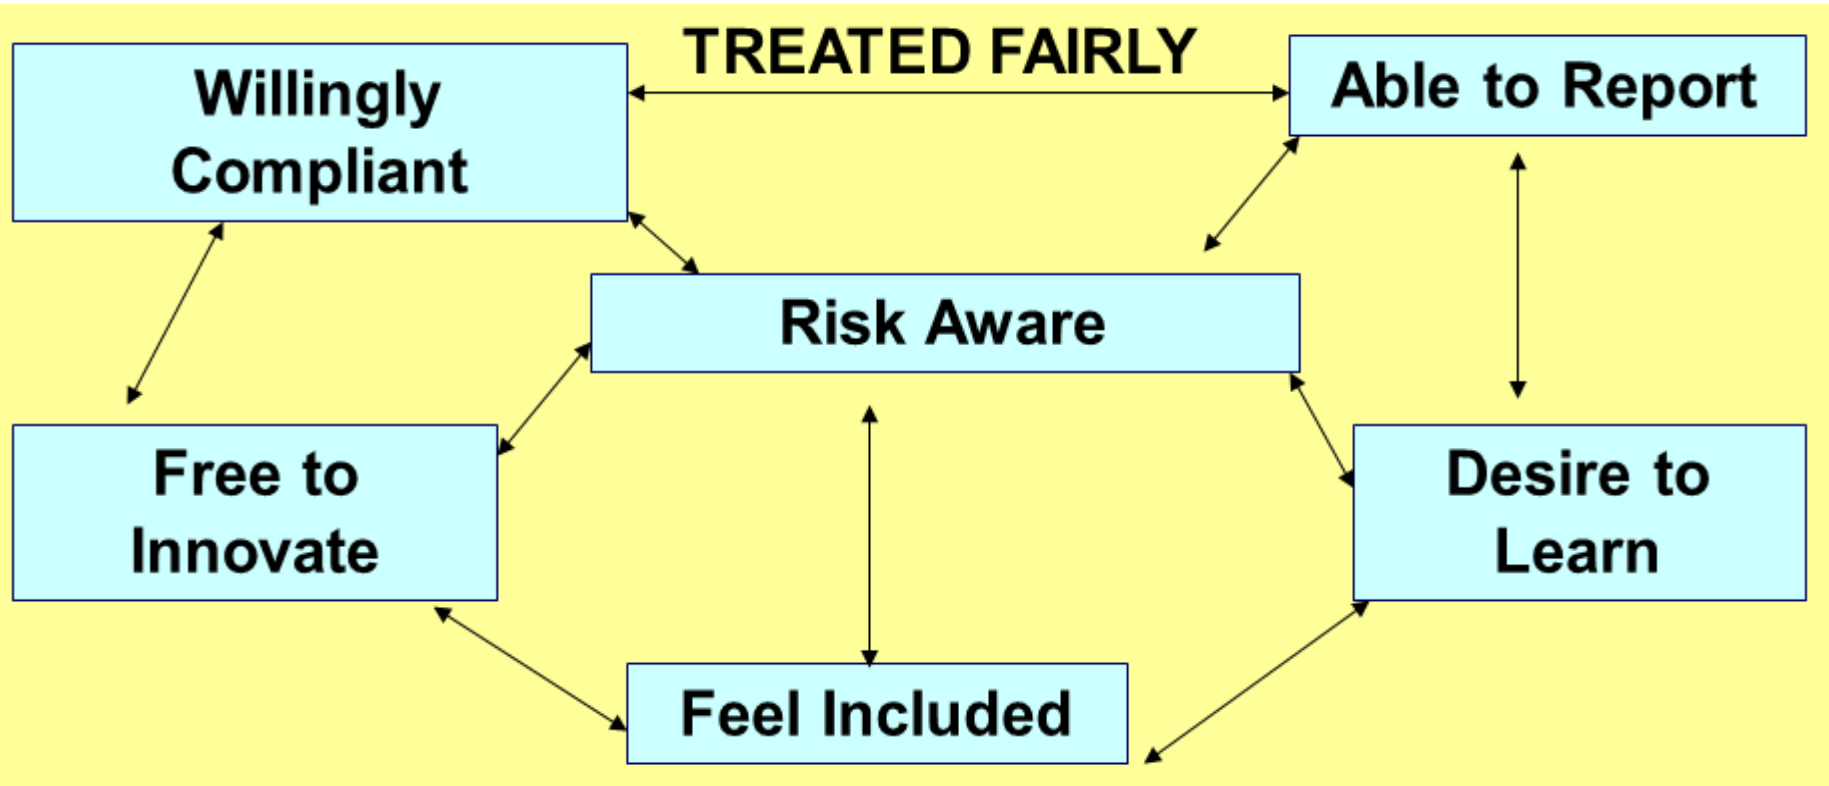 TREATED FAIRLY
Willingly
Compliant
Able to Report
Risk Aware
Free to
Innovate
Desire to
Learn
Feel Included